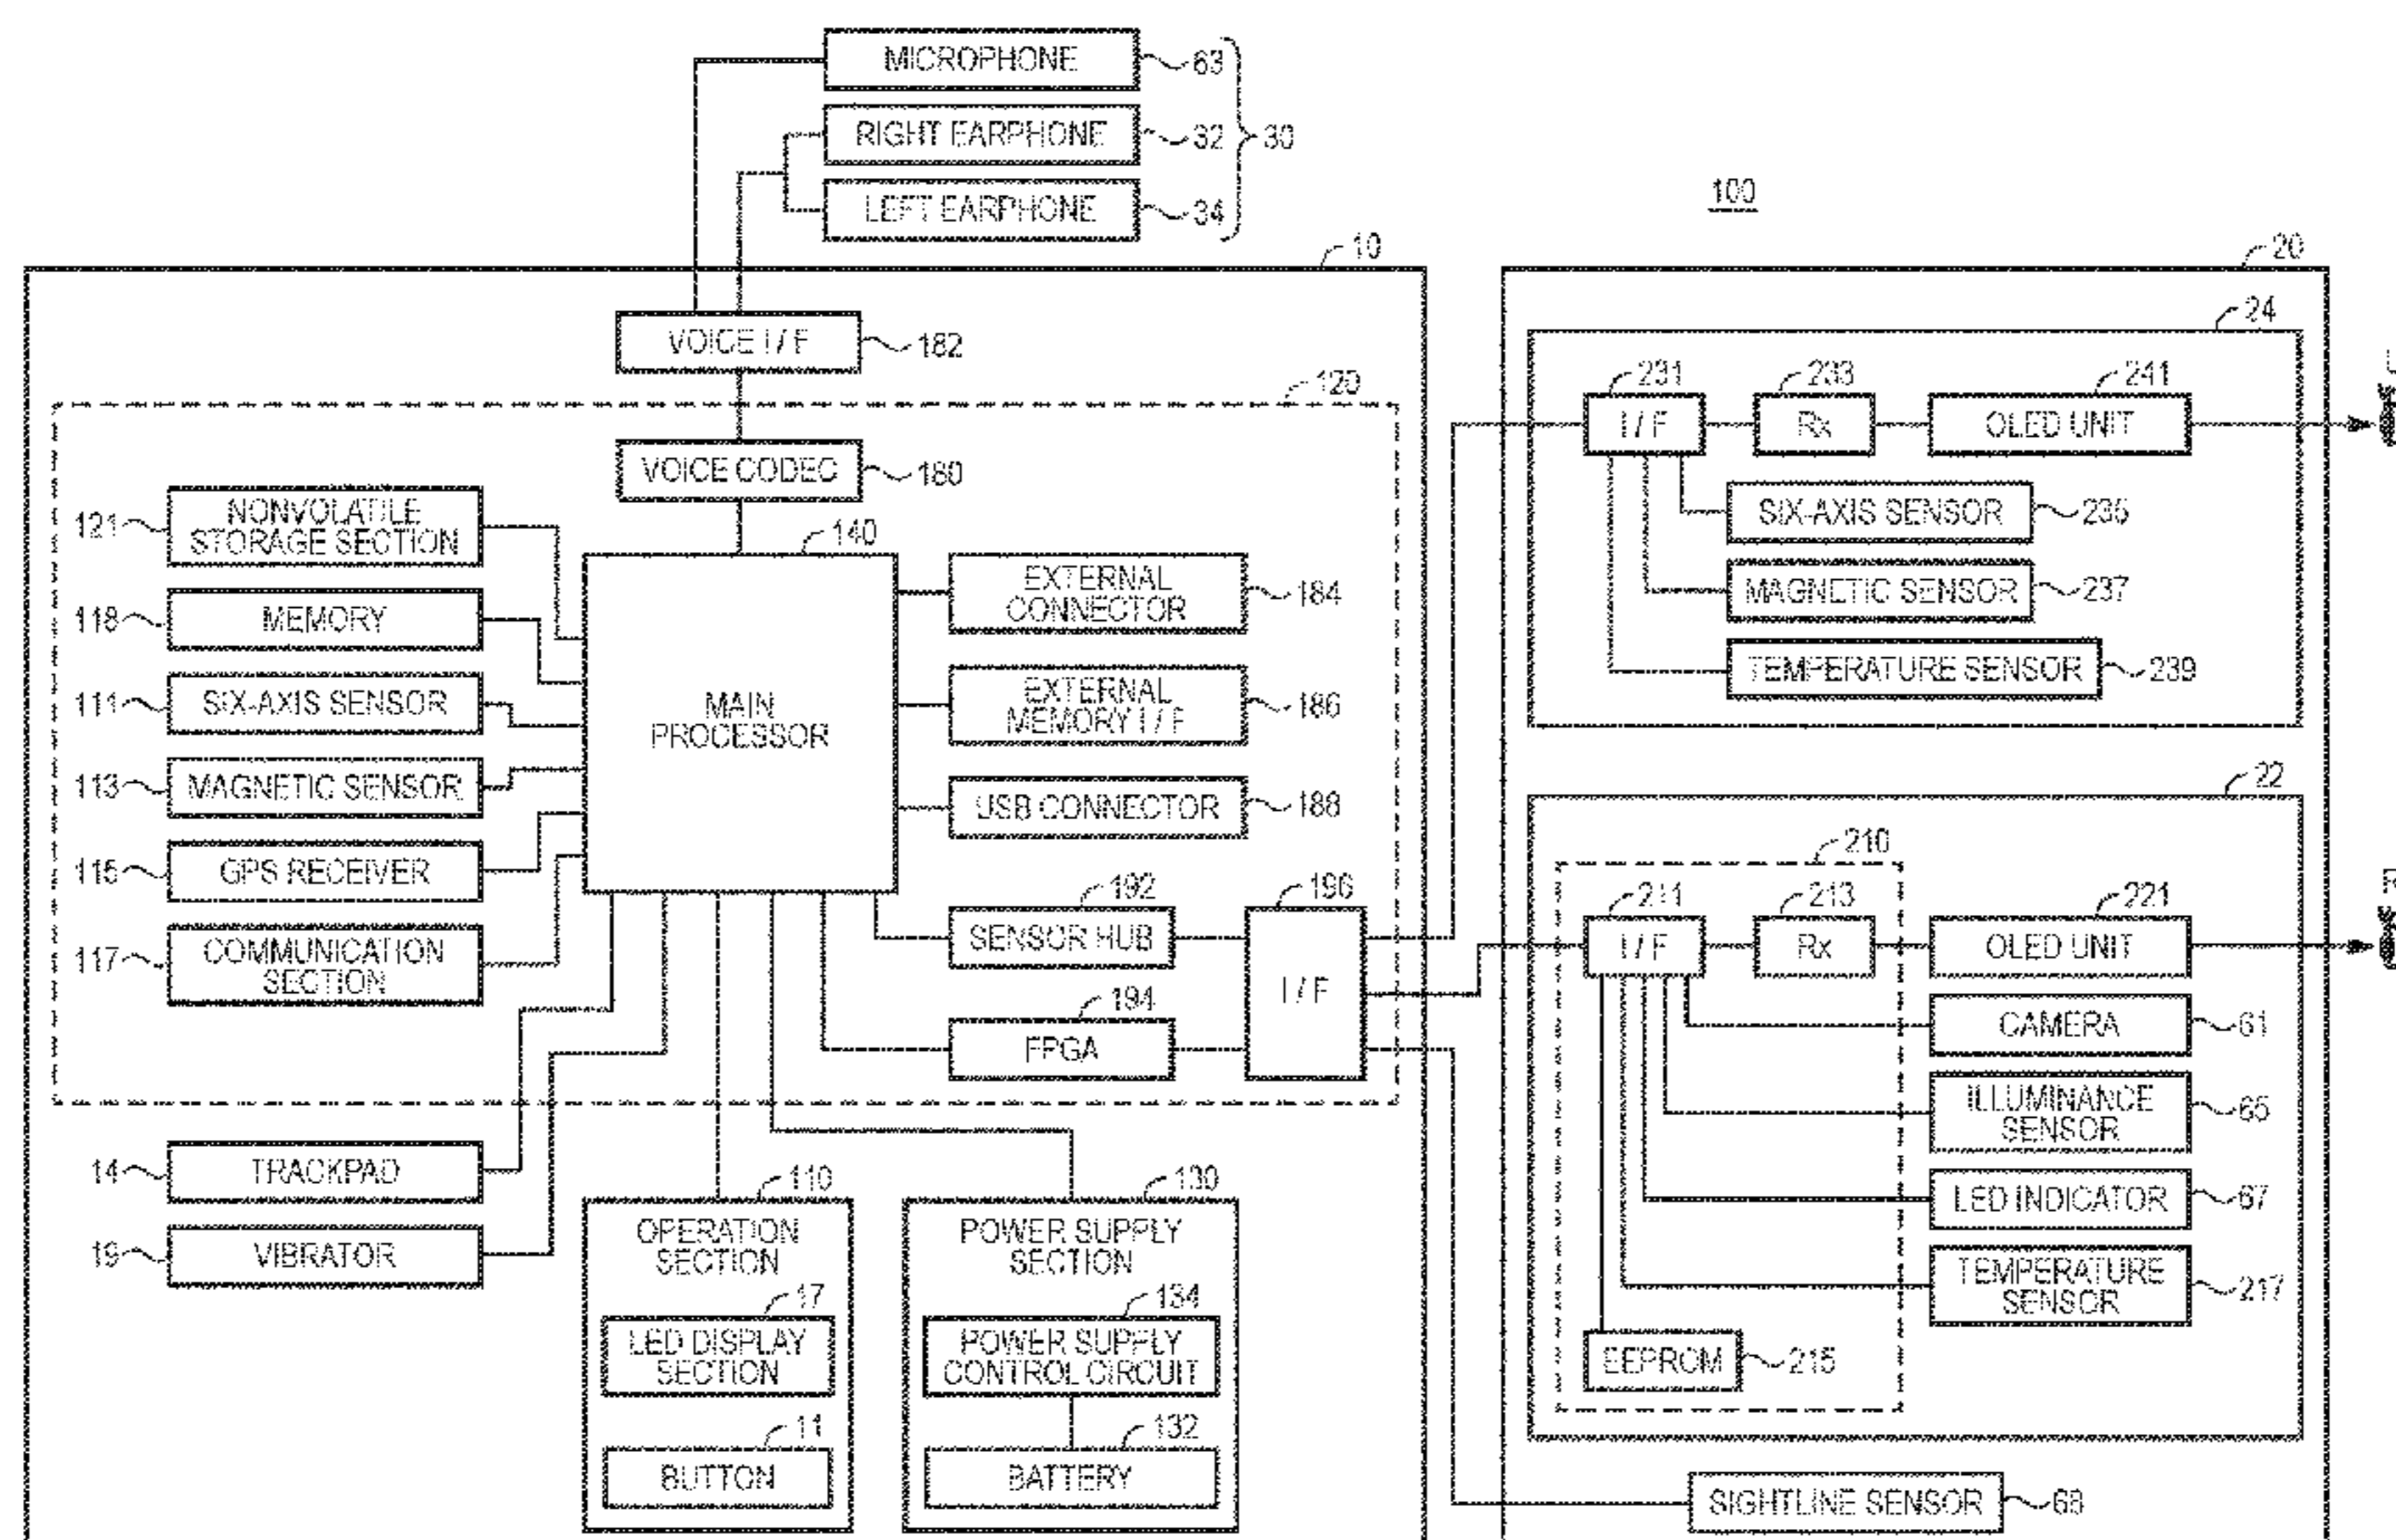 MICROPHONE
63
RIGHT EARPHONE
32
30
LEFT EARPHONE
34
100
10
20
VOICE I / F
182
24
120
231
233
241
I / F
Rx
OLED UNIT
VOICE CODEC
180
SIX-AXIS SENSOR
235
MAGNETIC SENSOR
237
TEMPERATURE SENSOR
239
121
NONVOLATILE
STORAGE SECTION
140
118
MEMORY
111
SIX-AXIS SENSOR
113
MAGNETIC SENSOR
115
GPS RECEIVER
117
COMMUNICATION
SECTION
MAIN
PROCESSOR
EXTERNAL
CONNECTOR
184
EXTERNAL
MEMORY I / F
186
USB CONNECTOR
188
192
SENSOR HUB
194
FPGA
196
I / F
22
210
211
213
221
I / F
Rx
OLED UNIT
R
CAMERA
61
ILLUMINANCE
SENSOR
65
LED INDICATOR
67
TEMPERATURE
SENSOR
217
EEPROM
215
14
TRACKPAD
19
VIBRATOR
110
OPERATION
SECTION
17
LED DISPLAY
SECTION
11
BUTTON
130
POWER SUPPLY
SECTION
134
POWER SUPPLY
CONTROL CIRCUIT
132
BATTERY
SIGHTLINE SENSOR
68